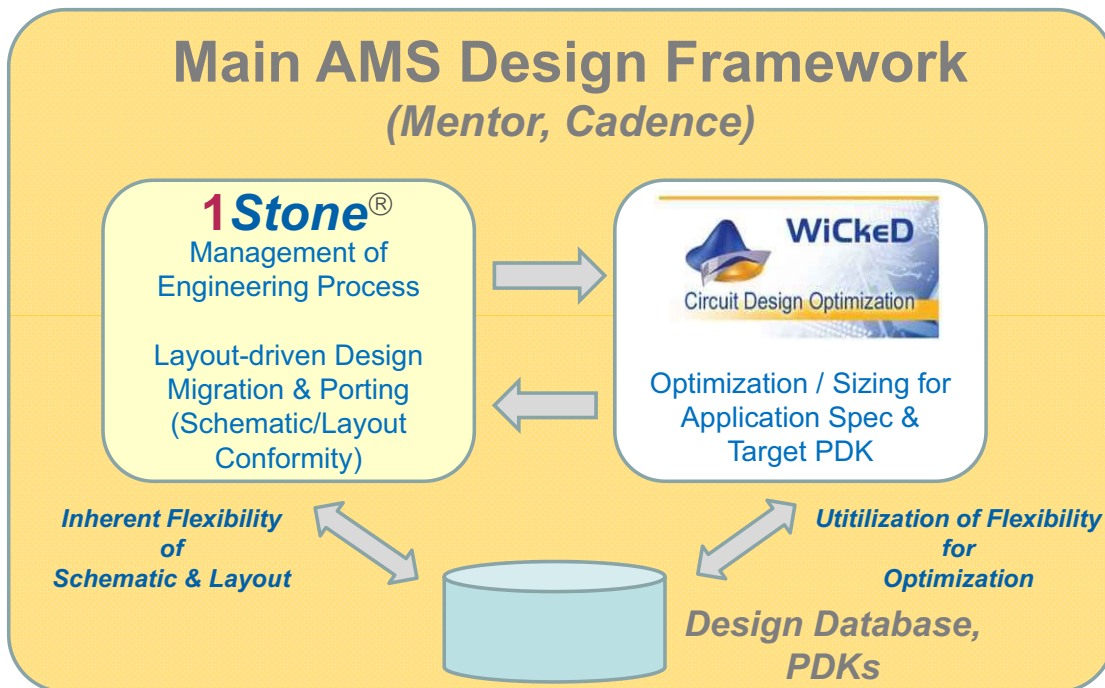 Main AMS Design Framework
(Mentor, Cadence)
1Stone®
Management of
Engineering Process
Layout-driven Design
Migration & Porting
(Schematic/Layout
Conformity)
WiCkeD
Circuit Design Optimization
Optimization / Sizing for
Application Spec &
Target PDK
Inherent Flexibility
of
Schematic & Layout
Utitilization of Flexibility
for
Optimization
Design Database,
PDKs